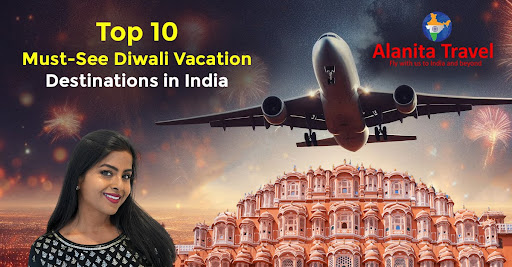 Top 10
Must-See Diwali Vacation
Destinations in India
Alanita Travel
Fly with us to India and beyond